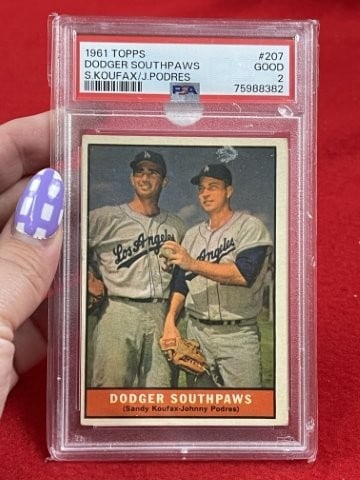 1961 TOPPS #207
DODGER SOUTHPAWS GOOD
S.KOUFAX/J.PODRES PSA 2
75988382
Los Angeles
Angeles
DODGER SOUTHPAWS
(Sandy Koufax-Johnny Podres)